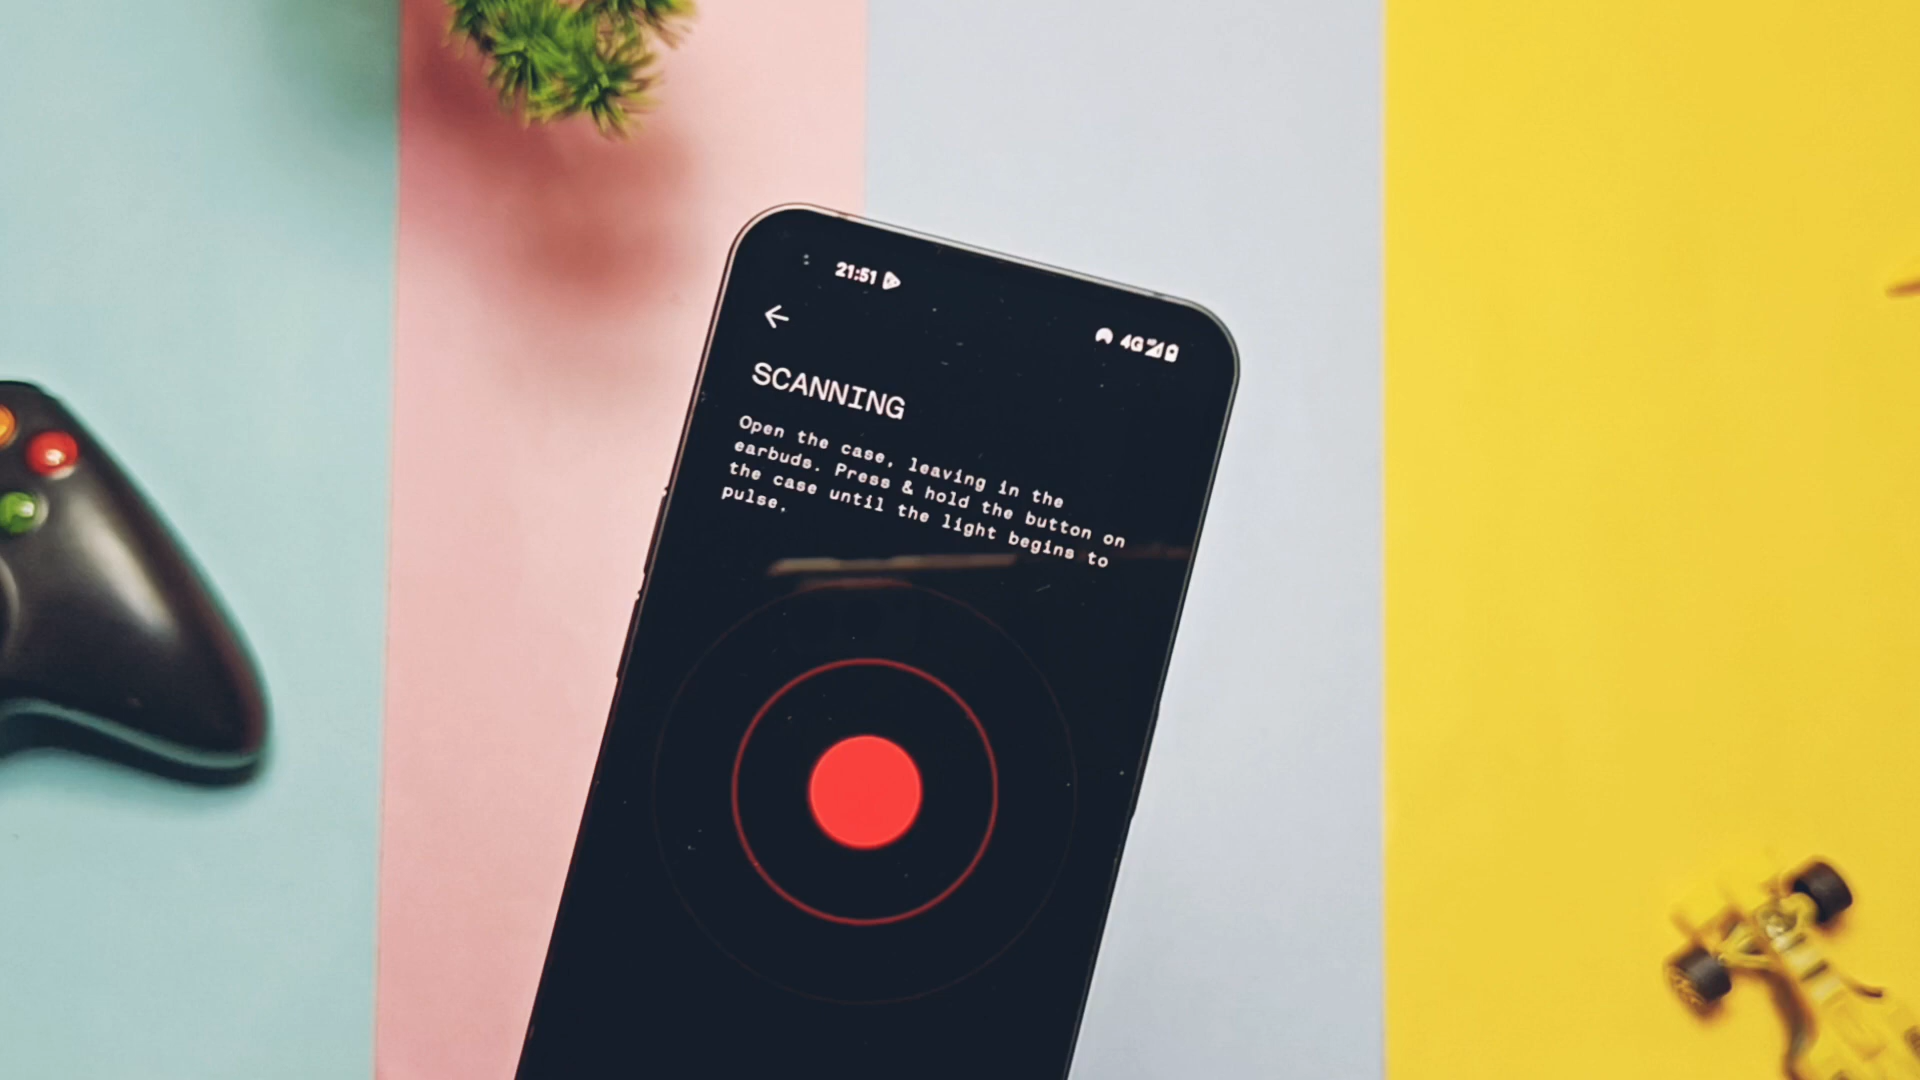 21:51
4G
SCANNING
Open the case, leaving in the
earbuds. Press & hold the button on
the case until the light begins to
pulse.